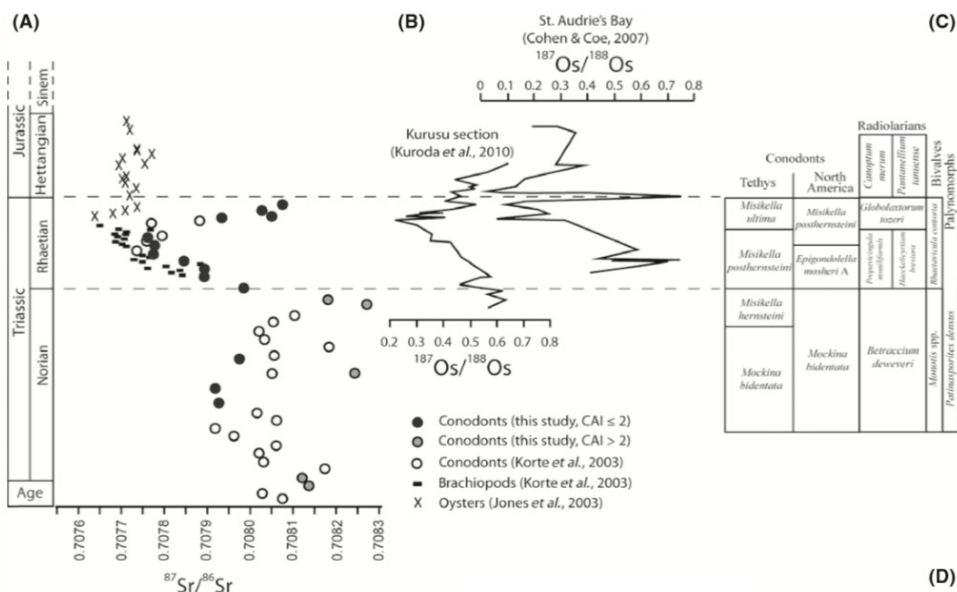 (A)
(B)
(C)
(D)
St. Audrie's Bay
(Cohen & Coe, 2007)
187Os/188Os
0 0.1 0.2 0.3 0.4 0.5 0.6 0.7 0.8
Kurusu section
(Kuroda et al., 2010)
0.2 0.3 0.4 0.5 0.6 0.7 0.8
187Os/188Os
Jurassic
Sinem
Hettangian
Triassic
Rhaetian
Norian
Age
0.7076 0.7077 0.7078 0.7079 0.7080 0.7081 0.7082 0.7083
87Sr/86Sr
Conodonts (this study, CAI ≤ 2)
Conodonts (this study, CAI > 2)
Conodonts (Korte et al., 2003)
Brachiopods (Korte et al., 2003)
X Oysters (Jones et al., 2003)
Conodonts
Tethys
North
America
Radiolarians
Canoptum
merum
Pantanellium
tanuense
Bivalves
Palynomorphs
Misikella
ultima
Misikella
posthernsteini
Globolaxtorum
tozeri
Misikella
posthernsteini
Epigondolella
mosheri A
Proparvicingula
moniliformis
Haeckelicyrtium
breviora
Rhaetavicula contorta
Misikella
hernsteini
Mockina
bidentata
Mockina
bidentata
Betraccium
deweveri
Monotis spp.
Patinasporites densus